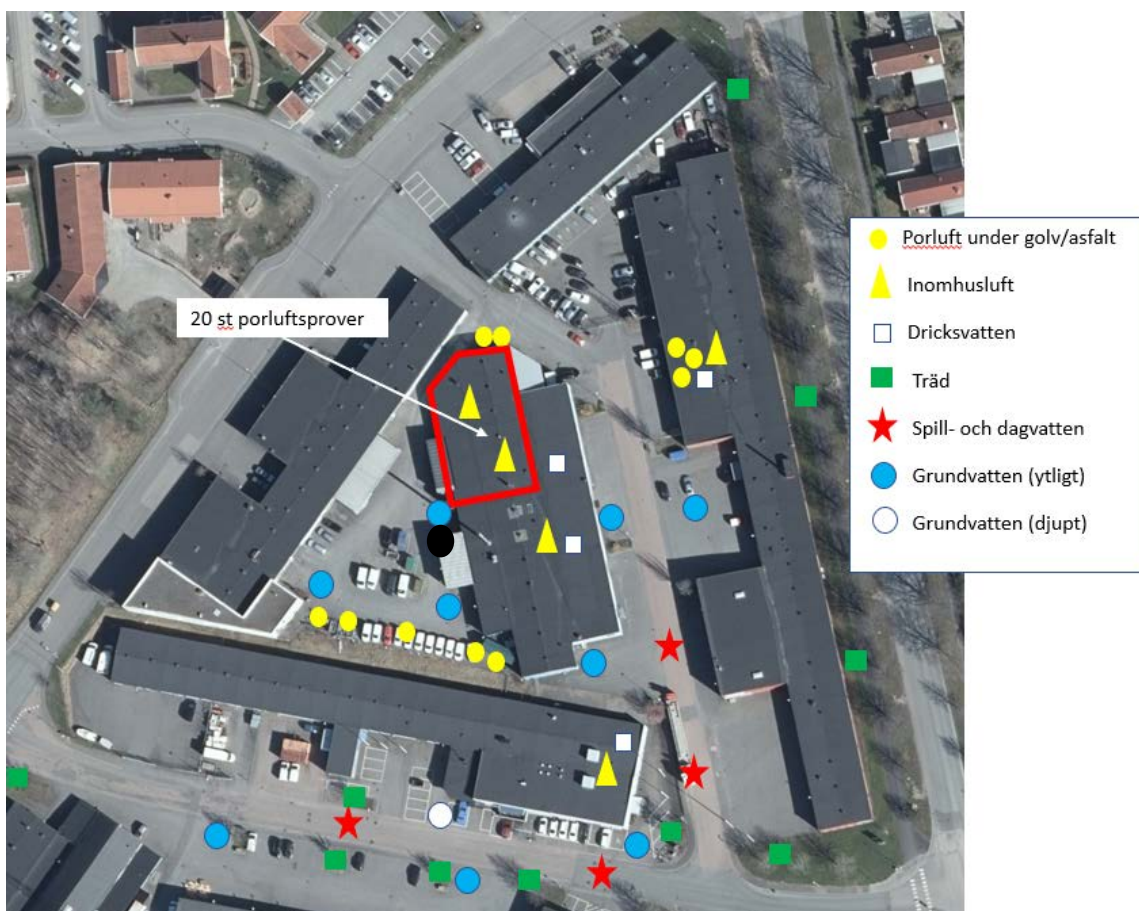 20 st porluftsprover
Porluft under golv/asfalt
Inomhusluft
Dricksvatten
Träd
Spill- och dagvatten
Grundvatten (ytligt)
Grundvatten (djupt)